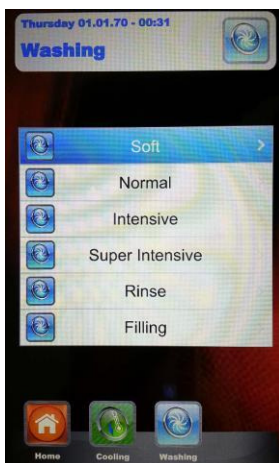 Thursday 01.01.70 - 00:31
Washing
Soft
Normal
Intensive
Super Intensive
Rinse
Filling
Home
Cooling
Washing